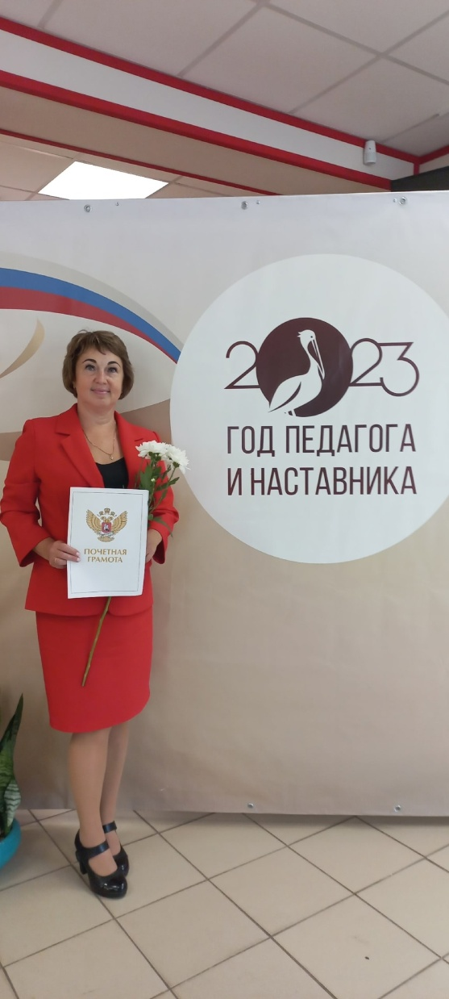 2023
ГОД ПЕДАГОГА
И НАСТАВНИКА
ПОЧЕТНАЯ
ГРАМОТА